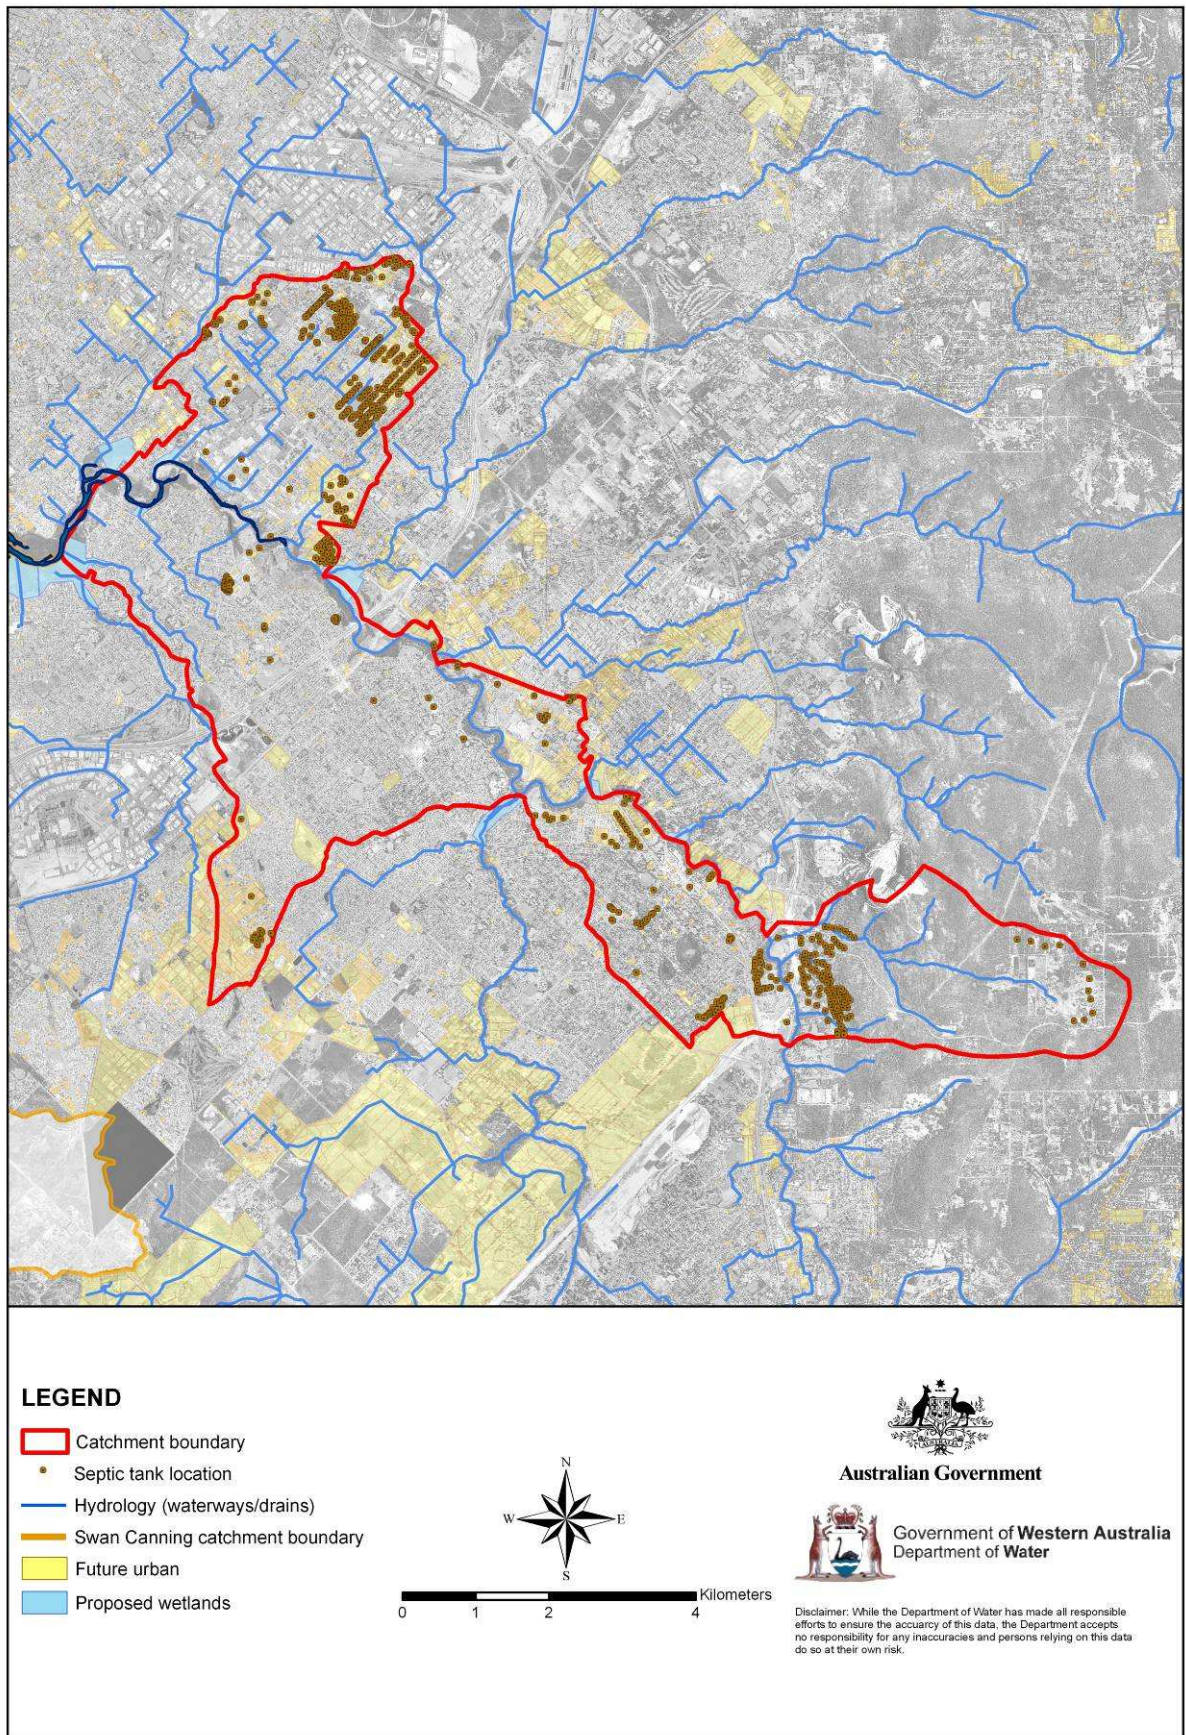 LEGEND
Catchment boundary
Septic tank location
Hydrology (waterways/drains)
Swan Canning catchment boundary
Future urban
Proposed wetlands
N
W
E
S
Kilometers
0
1
2
4
Australian Government
Government of Western Australia
Department of Water
Disclaimer: While the Department of Water has made all responsible
efforts to ensure the accuarcy of this data, the Department accepts
no responsibility for any inaccuracies and persons relying on this data
do so at their own risk.